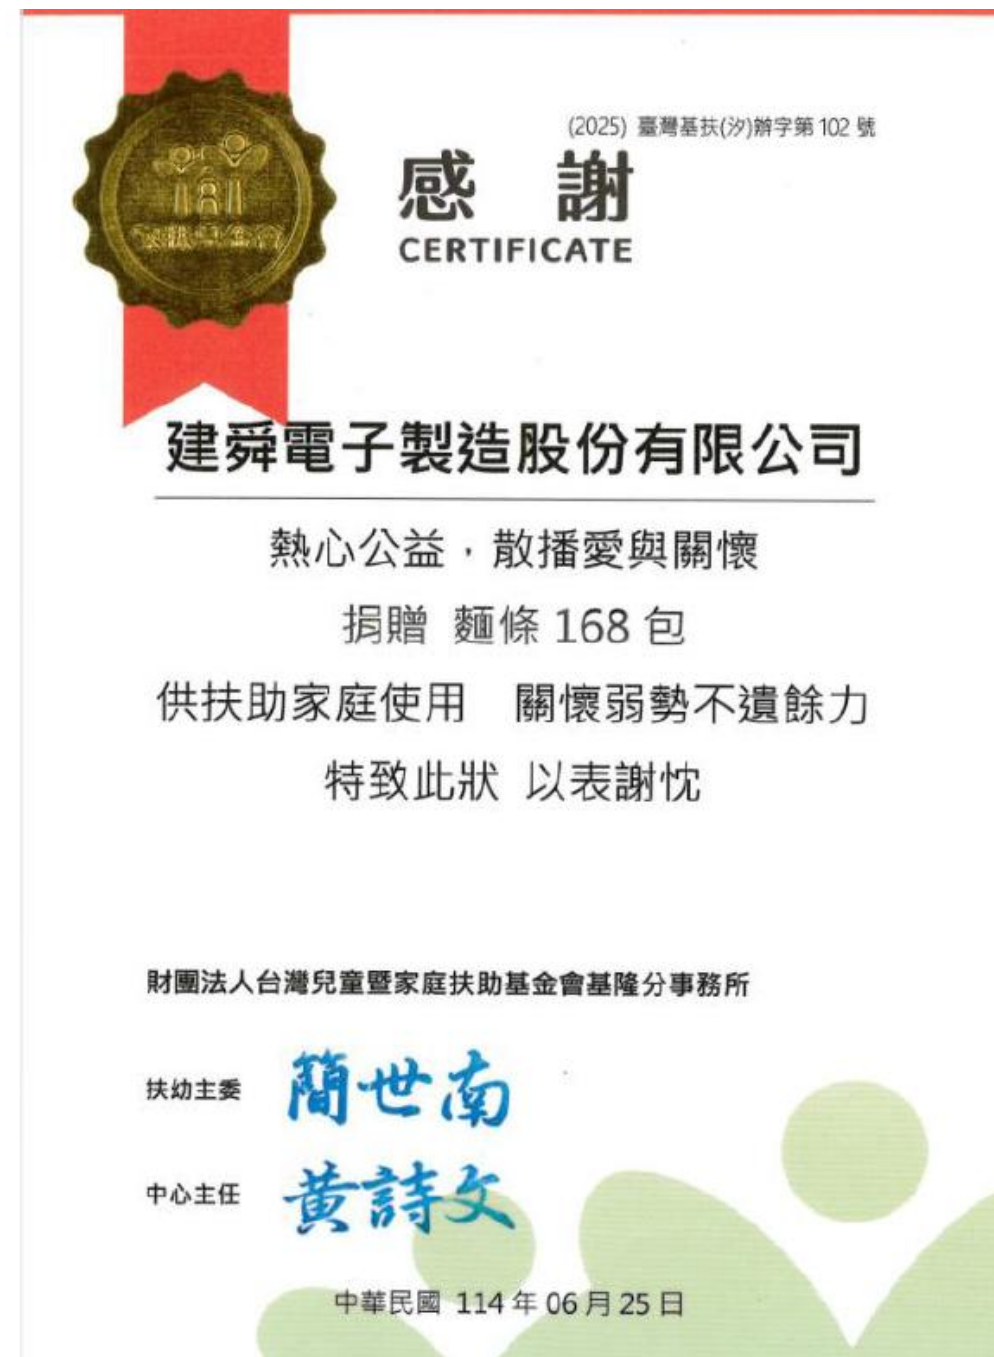 (2025) 臺灣基扶(汐)辦字第 102 號
感謝
CERTIFICATE
建舜電子製造股份有限公司
熱心公益，散播愛與關懷
捐贈 麵條 168 包
供扶助家庭使用 關懷弱勢不遺餘力
特致此狀 以表謝忱
財團法人台灣兒童暨家庭扶助基金會基隆分事務所
扶幼主委 簡世南
中心主任 黃詩文
中華民國 114 年 06 月 25 日